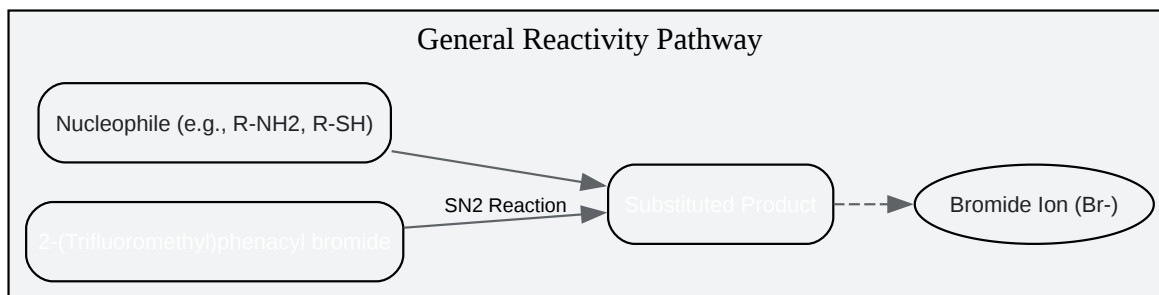 General Reactivity Pathway
Nucleophile (e.g., R-NH2, R-SH)
2-(Trifluoromethyl)phenacyl bromide
SN2 Reaction
Substituted Product
Bromide Ion (Br-)